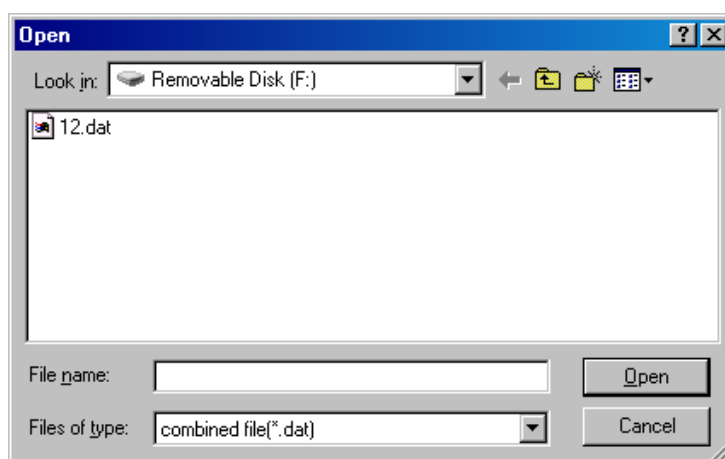 Open
Look in: Removable Disk (F:)
12.dat
File name: Open
Files of type: combined file(*.dat) Cancel